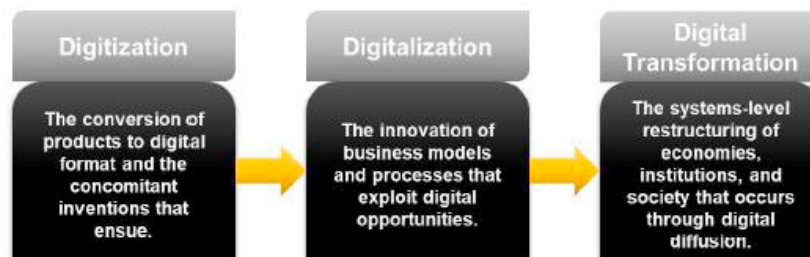 Digitization
The conversion of
products to digital
format and the
concomitant
inventions that
ensue.
Digitalization
The innovation of
business models
and processes that
exploit digital
opportunities.
Digital
Transformation
The systems-level
restructuring of
economies,
institutions, and
society that occurs
through digital
diffusion.